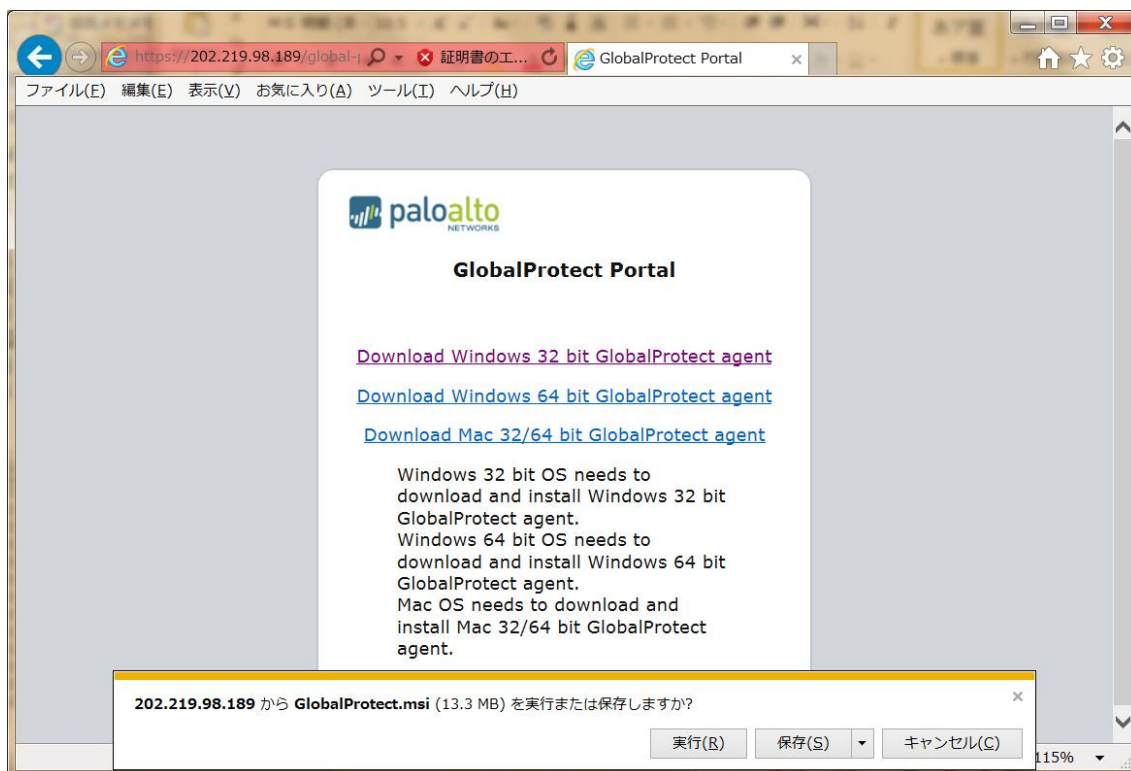 https://202.219.98.189/global-
証明書のエ...
GlobalProtect Portal
ファイル(F) 編集(E) 表示(V) お気に入り(A) ツール(T) ヘルプ(H)
paloalto
NETWORKS
GlobalProtect Portal
Download Windows 32 bit GlobalProtect agent
Download Windows 64 bit GlobalProtect agent
Download Mac 32/64 bit GlobalProtect agent
Windows 32 bit OS needs to
download and install Windows 32 bit
GlobalProtect agent.
Windows 64 bit OS needs to
download and install Windows 64 bit
GlobalProtect agent.
Mac OS needs to download and
install Mac 32/64 bit GlobalProtect
agent.
202.219.98.189 から GlobalProtect.msi (13.3 MB) を実行または保存しますか?
実行(R) 保存(S) キャンセル(C)
115%